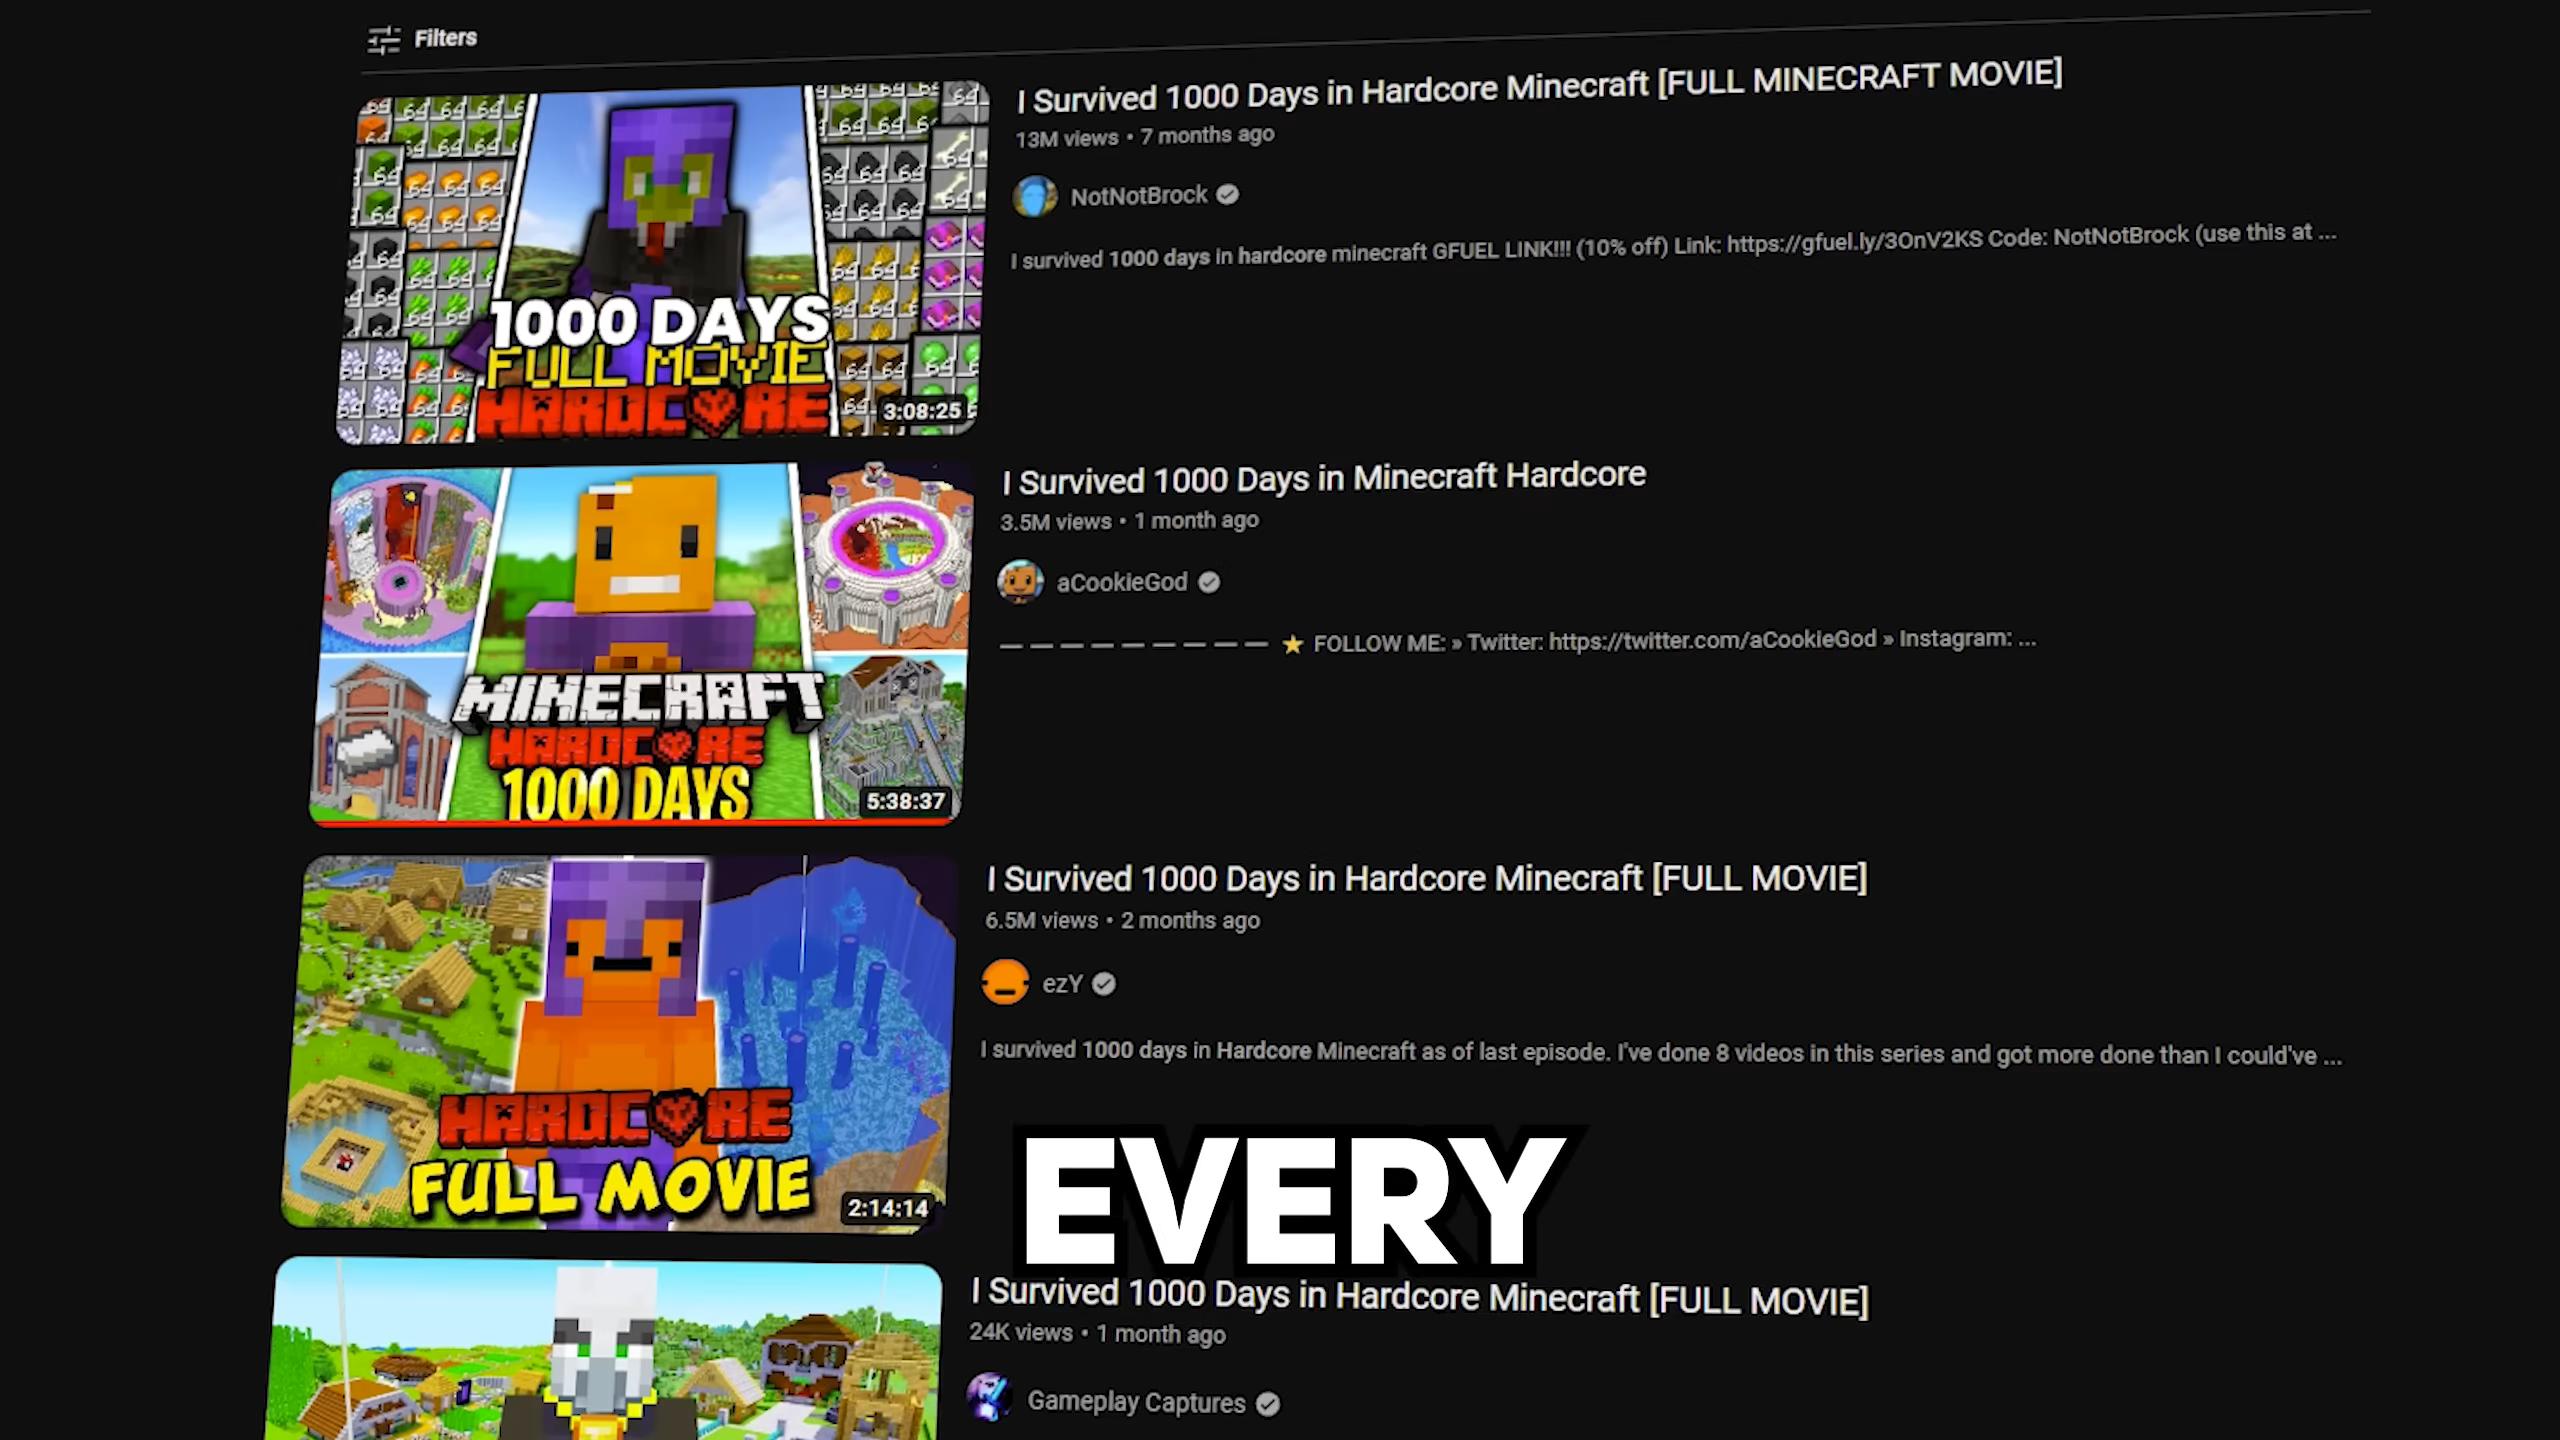 Filters
1000 DAYS
FULL MOVIE
HARDCORE
3:08:25
I Survived 1000 Days in Hardcore Minecraft [FULL MINECRAFT MOVIE]
13M views • 7 months ago
NotNotBrock
I survived 1000 days in hardcore minecraft GFUEL LINK!!! (10% off) Link: https://gfuel.ly/3OnV2KS Code: NotNotBrock (use this at ...
MINECRAFT
HARDCORE
1000 DAYS
5:38:37
I Survived 1000 Days in Minecraft Hardcore
3.5M views • 1 month ago
aCookieGod
— — — — — — — — — ⭐ FOLLOW ME: » Twitter: https://twitter.com/aCookieGod » Instagram: ...
HARDCORE
FULL MOVIE
2:14:14
I Survived 1000 Days in Hardcore Minecraft [FULL MOVIE]
6.5M views • 2 months ago
ezY
I survived 1000 days in Hardcore Minecraft as of last episode. I've done 8 videos in this series and got more done than I could've ...
EVERY
I Survived 1000 Days in Hardcore Minecraft [FULL MOVIE]
24K views • 1 month ago
Gameplay Captures